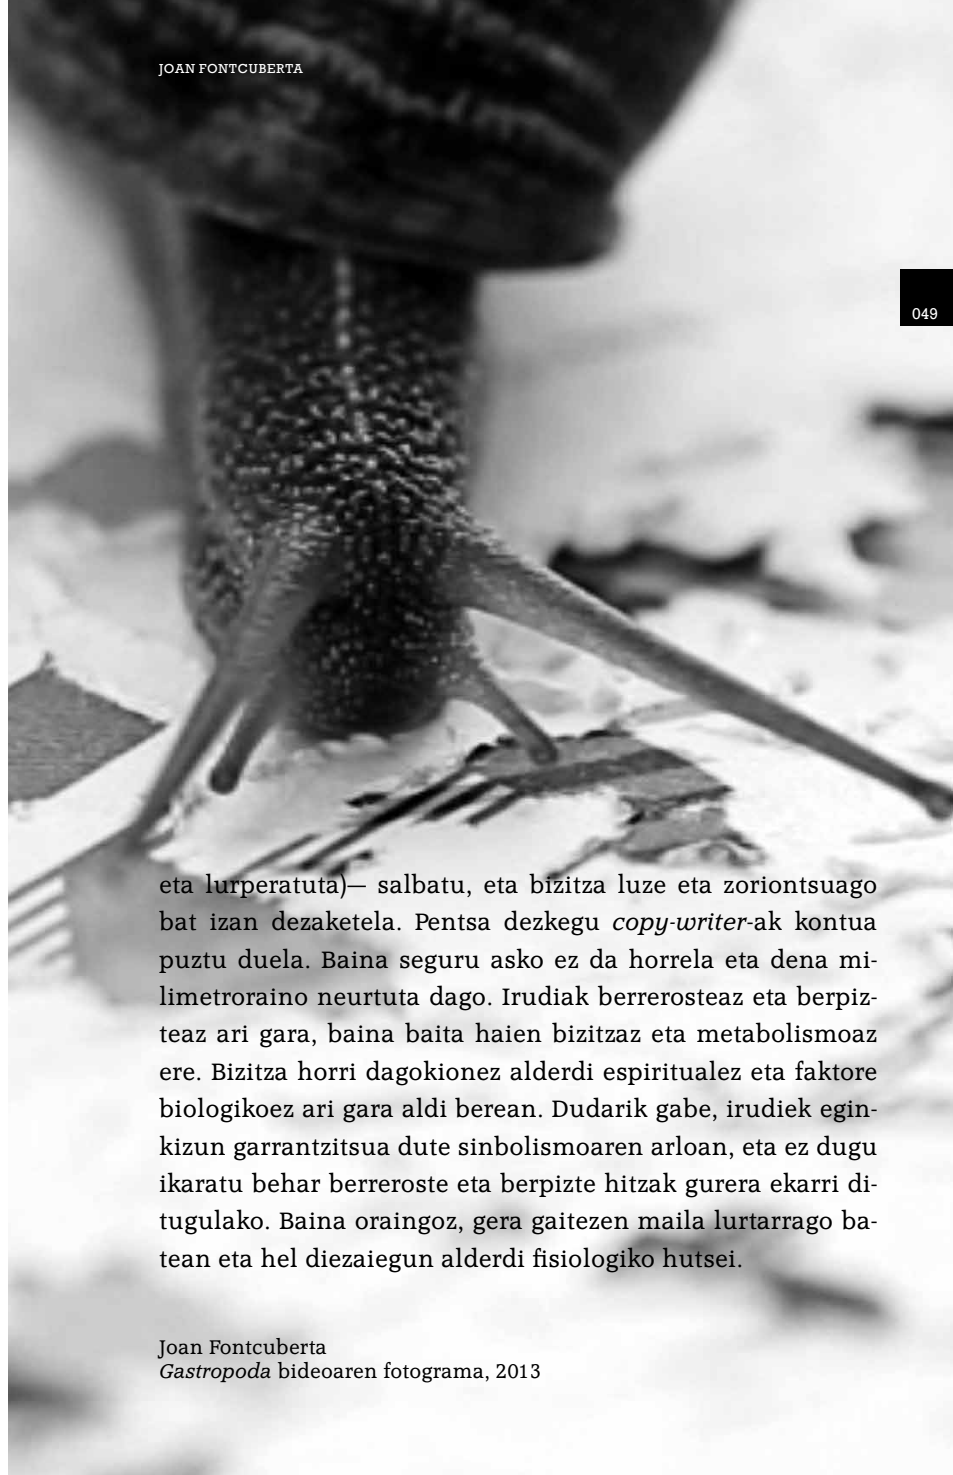 JOAN FONTCUBERTA
049
eta lurperatuta)— salbatu, eta bizitza luze eta zoriontsuago
bat izan dezaketela. Pentsa dezkegu copy-writer-ak kontua
puztu duela. Baina seguru asko ez da horrela eta dena mi-
limetroraino neurtuta dago. Irudiak berrerosteaz eta berpiz-
teaz ari gara, baina baita haien bizitzaz eta metabolismoaz
ere. Bizitza horri dagokionez alderdi espiritualez eta faktore
biologikoez ari gara aldi berean. Dudarik gabe, irudiek egin-
kizun garrantzitsua dute sinbolismoaren arloan, eta ez dugu
ikaratu behar berreroste eta berpizte hitzak gurera ekarri di-
tugulako. Baina oraingoz, gera gaitezen maila lurtarrago ba-
tean eta hel diezaiegun alderdi fisiologiko hutsei.
Joan Fontcuberta
Gastropoda bideoaren fotograma, 2013